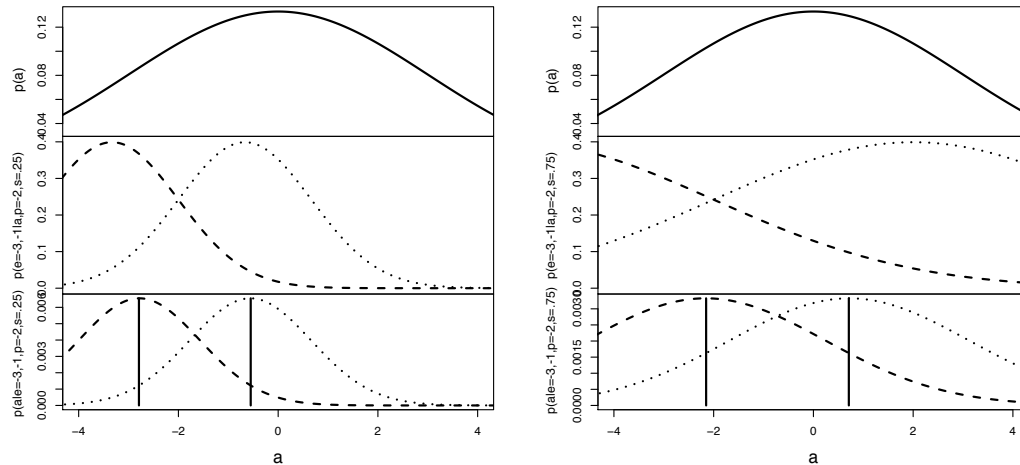 p(a)
0.04 0.08 0.12
p(e=-3,-1|a,p=-2,s=.25)
0.0 0.1 0.2 0.3 0.4
p(a|e=-3,-1,p=-2,s=.25)
0.000 0.003 0.006
−4 −2 0 2 4
a
p(a)
0.04 0.08 0.12
p(e=-3,-1|a,p=-2,s=.75)
0.0 0.1 0.2 0.3 0.4
p(a|e=-3,-1,p=-2,s=.75)
0.0000 0.0015 0.0030
−4 −2 0 2 4
a